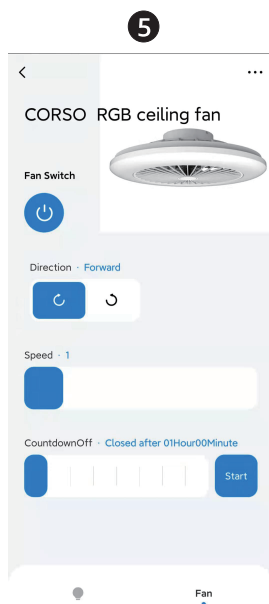 5
CORSO RGB ceiling fan
Fan Switch
Direction · Forward
Speed · 1
CountdownOff · Closed after 01Hour00Minute
Start
Fan